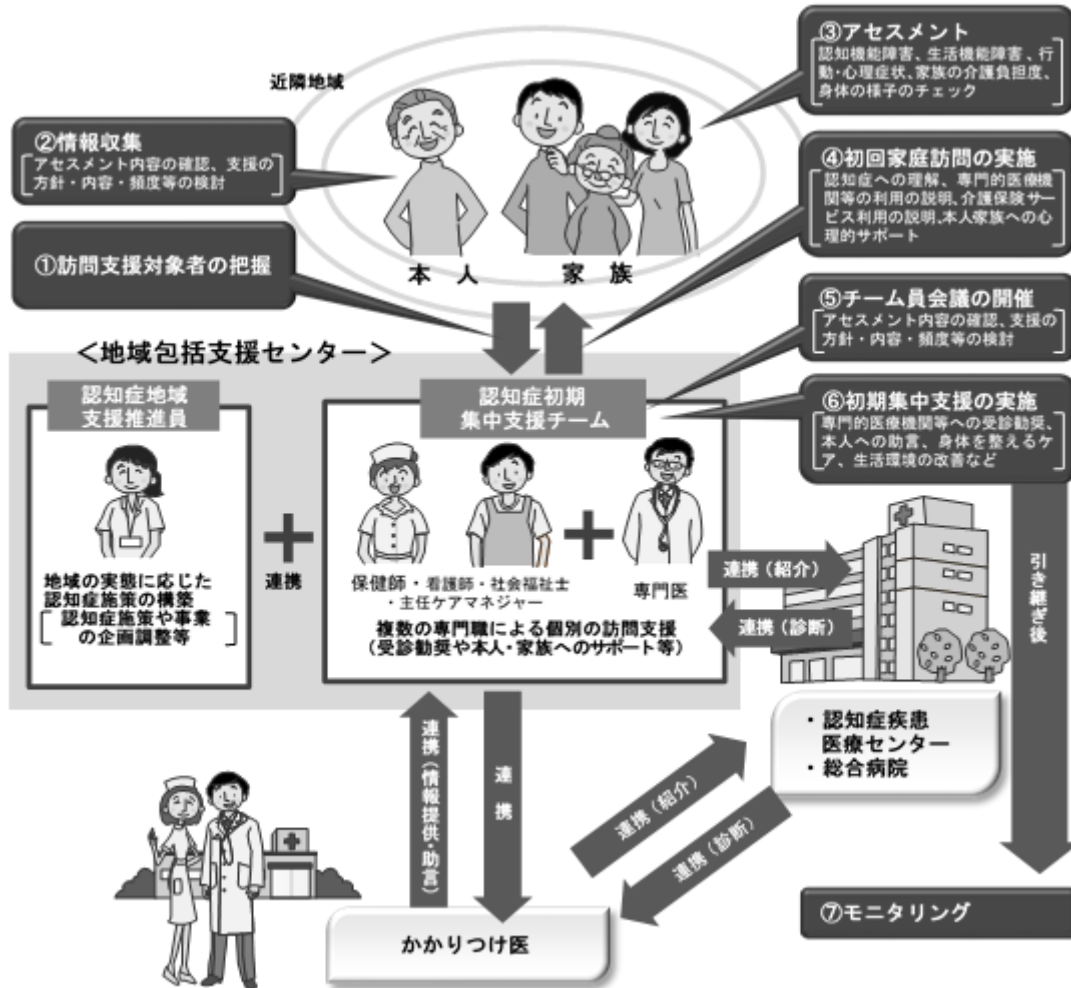 近隣地域
③アセスメント
認知機能障害、生活機能障害、行
動・心理症状、家族の介護負担度、
身体の様子のチェック
②情報収集
アセスメント内容の確認、支援の
方針・内容・頻度等の検討
④初回家庭訪問の実施
認知症への理解、専門的医療機
関等の利用の説明、介護保険サー
ビス利用の説明、本人家族への心
理的サポート
①訪問支援対象者の把握
本人
家族
⑤チーム員会議の開催
アセスメント内容の確認、支援の
方針・内容・頻度等の検討
＜地域包括支援センター＞
認知症地域
支援推進員
認知症初期
集中支援チーム
⑥初期集中支援の実施
専門的医療機関等への受診勧奨、
本人への助言、身体を整えるケ
ア、生活環境の改善など
連携
地域の実態に応じた
認知症施策の構築
認知症施策や事業
の企画調整等
保健師・看護師・社会福祉士
・主任ケアマネジャー
専門医
複数の専門職による個別の訪問支援
（受診勧奨や本人・家族へのサポート等）
連携（紹介）
連携（診断）
引き継ぎ後
・認知症疾患
医療センター
・総合病院
連携（情報提供・助言）
連携
連携（紹介）
連携（診断）
かかりつけ医
⑦モニタリング